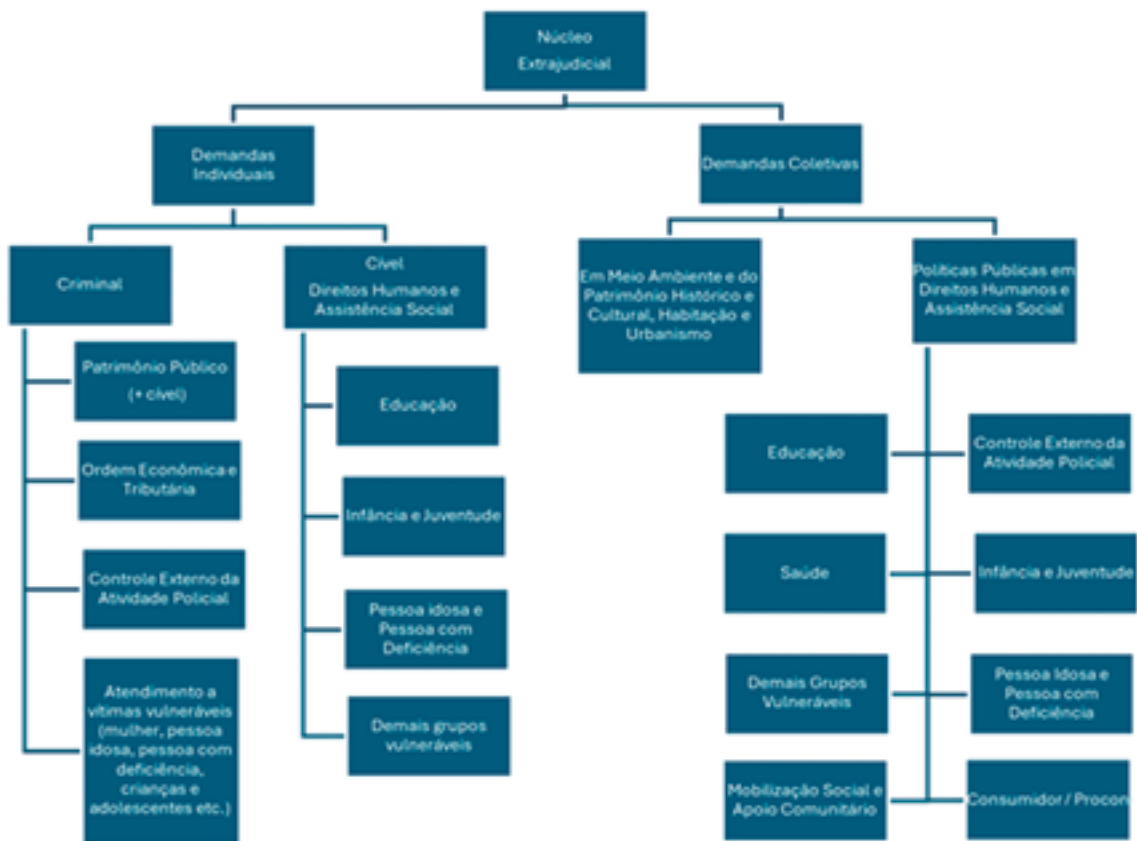 Núcleo
Extrajudicial
Demandas
Individuais
Demandas Coletivas
Criminal
Cível
Direitos Humanos e
Assistência Social
Em Meio Ambiente e do
Patrimônio Histórico e
Cultural, Habitação e
Urbanismo
Políticas Públicas em
Direitos Humanos e
Assistência Social
Patrimônio Público
(+ cível)
Ordem Econômica e
Tributária
Controle Externo da
Atividade Policial
Atendimento a
vítimas vulneráveis
(mulher, pessoa
idosa, pessoa com
deficiência,
crianças e
adolescentes etc.)
Educação
Infância e Juventude
Pessoa idosa e
Pessoa com
Deficiência
Demais grupos
vulneráveis
Educação
Controle Externo da
Atividade Policial
Saúde
Infância e Juventude
Demais Grupos
Vulneráveis
Pessoa Idosa e
Pessoa com
Deficiência
Mobilização Social e
Apoio Comunitário
Consumidor / Procon